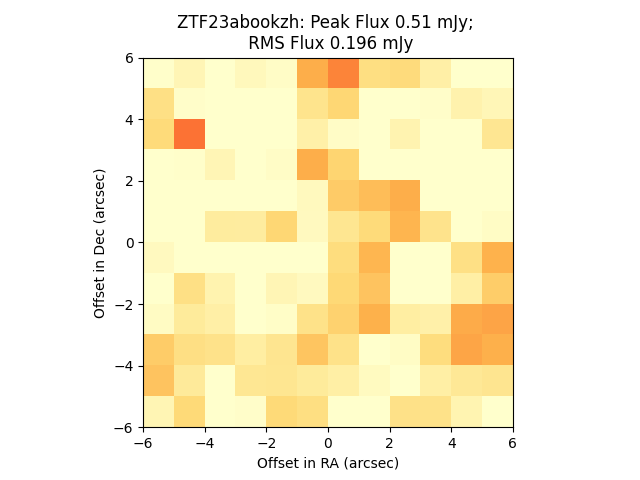 ZTF23abookzh: Peak Flux 0.51 mJy;
RMS Flux 0.196 mJy
6
4
2
0
−2
−4
−6
Offset in Dec (arcsec)
−6 −4 −2 0 2 4 6
Offset in RA (arcsec)